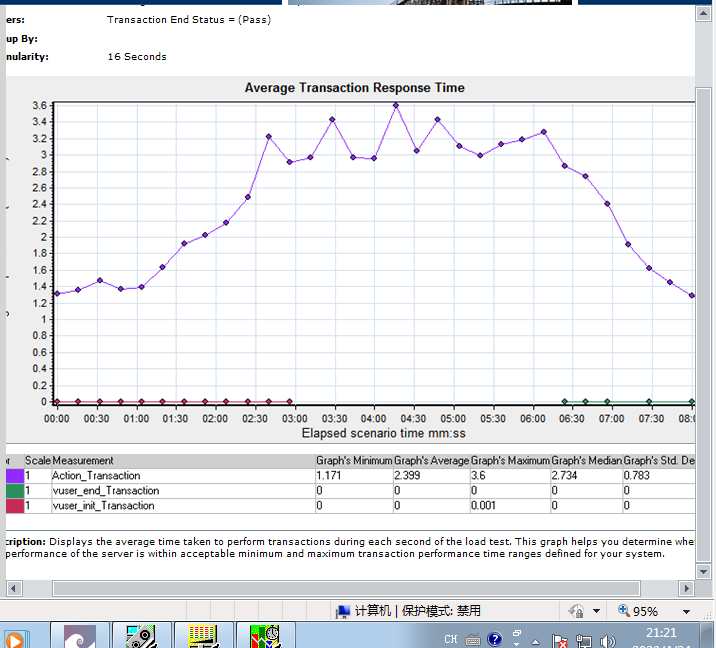 ers: Transaction End Status = (Pass)
up By:
nularity: 16 Seconds
Average Transaction Response Time
3.6
3.4
3.2
3
2.8
2.6
2.4
2.2
2
1.8
1.6
1.4
1.2
1
0.8
0.6
0.4
0.2
0
00:00 00:30 01:00 01:30 02:00 02:30 03:00 03:30 04:00 04:30 05:00 05:30 06:00 06:30 07:00 07:30 08:0
Elapsed scenario time mm:ss
or Scale Measurement Graph's Minimum Graph's Average Graph's Maximum Graph's Median Graph's Std. De
1 Action_Transaction 1.171 2.399 3.6 2.734 0.783
1 vuser_end_Transaction 0 0 0 0 0
1 vuser_init_Transaction 0 0 0.001 0 0
cription: Displays the average time taken to perform transactions during each second of the load test. This graph helps you determine whe
performance of the server is within acceptable minimum and maximum transaction performance time ranges defined for your system.
计算机 | 保护模式: 禁用 95%
CH 21:21